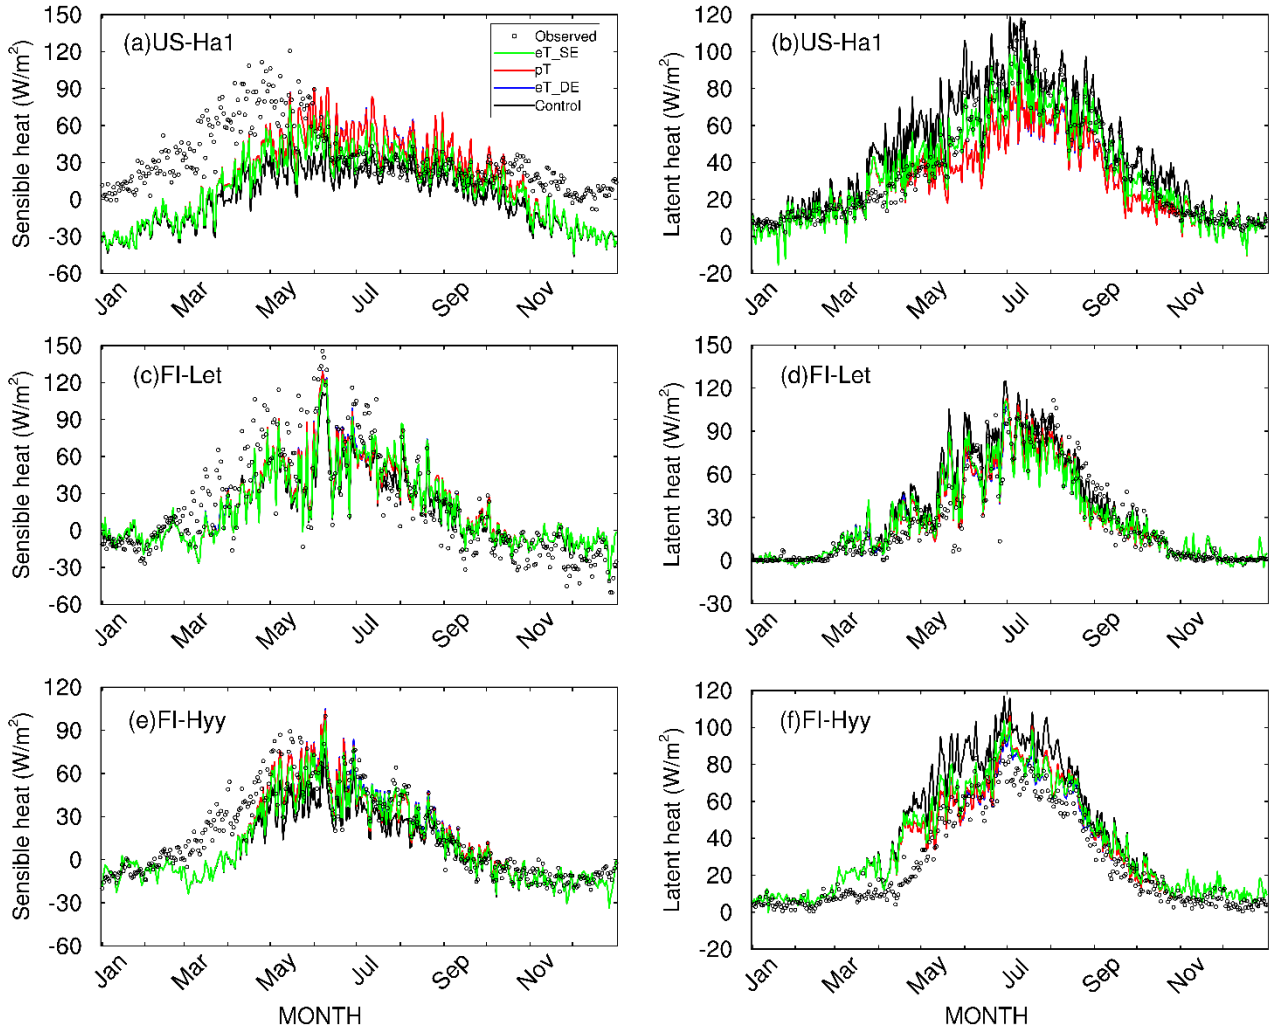 150
120
90
60
30
0
-30
-60
Sensible heat (W/m²)
(a)US-Ha1
Observed
eT_SE
pT
eT_DE
Control
Jan
Mar
May
Jul
Sep
Nov
120
100
80
60
40
20
0
-20
Latent heat (W/m²)
(b)US-Ha1
Jan
Mar
May
Jul
Sep
Nov
150
120
90
60
30
0
-30
-60
Sensible heat (W/m²)
(c)FI-Let
Jan
Mar
May
Jul
Sep
Nov
150
120
90
60
30
0
-30
Latent heat (W/m²)
(d)FI-Let
Jan
Mar
May
Jul
Sep
Nov
120
90
60
30
0
-30
-60
Sensible heat (W/m²)
(e)FI-Hyy
Jan
Mar
May
Jul
Sep
Nov
MONTH
120
100
80
60
40
20
0
-20
Latent heat (W/m²)
(f)FI-Hyy
Jan
Mar
May
Jul
Sep
Nov
MONTH